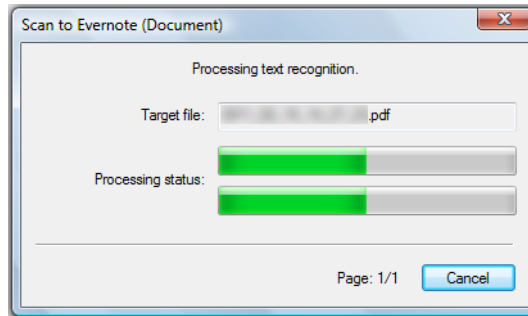 Scan to Evernote (Document)
Processing text recognition.
Target file: .pdf
Processing status:
Page: 1/1 Cancel